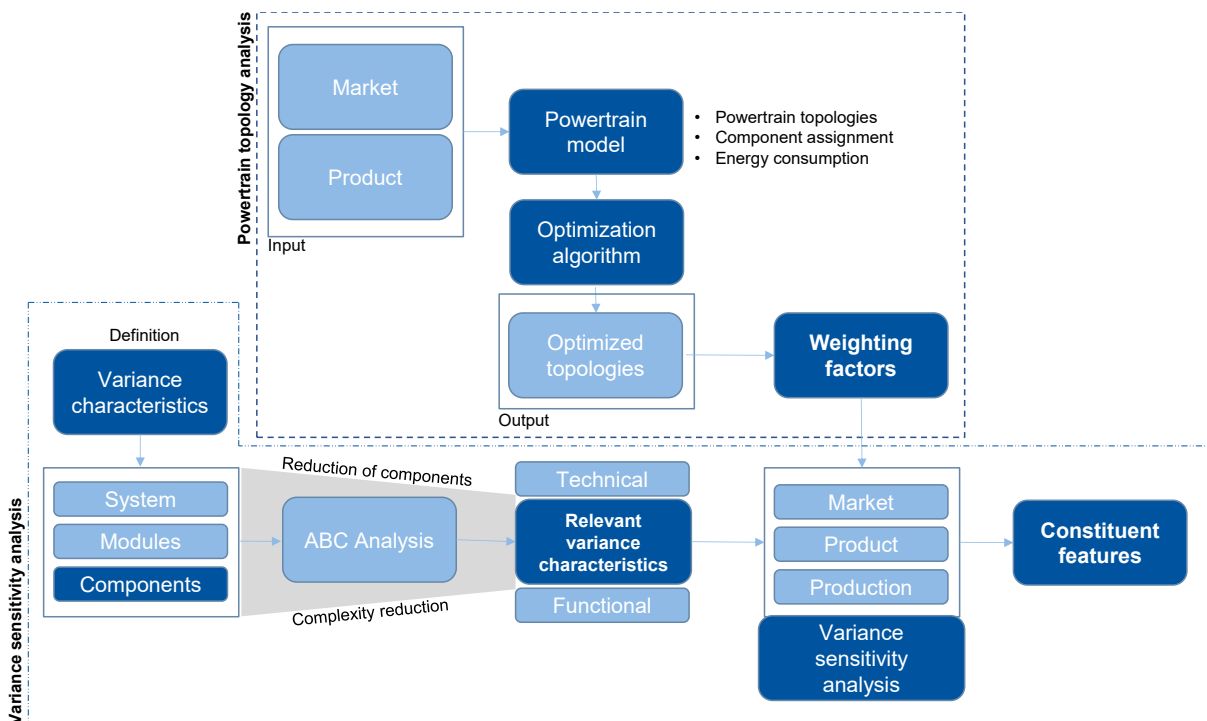 Powertrain topology analysis
Market
Product
Input
Powertrain
model
• Powertrain topologies
• Component assignment
• Energy consumption
Optimization
algorithm
Optimized
topologies
Output
Weighting
factors
Variance sensitivity analysis
Definition
Variance
characteristics
System
Modules
Components
Reduction of components
ABC Analysis
Complexity reduction
Technical
Relevant
variance
characteristics
Functional
Market
Product
Production
Variance
sensitivity
analysis
Constituent
features